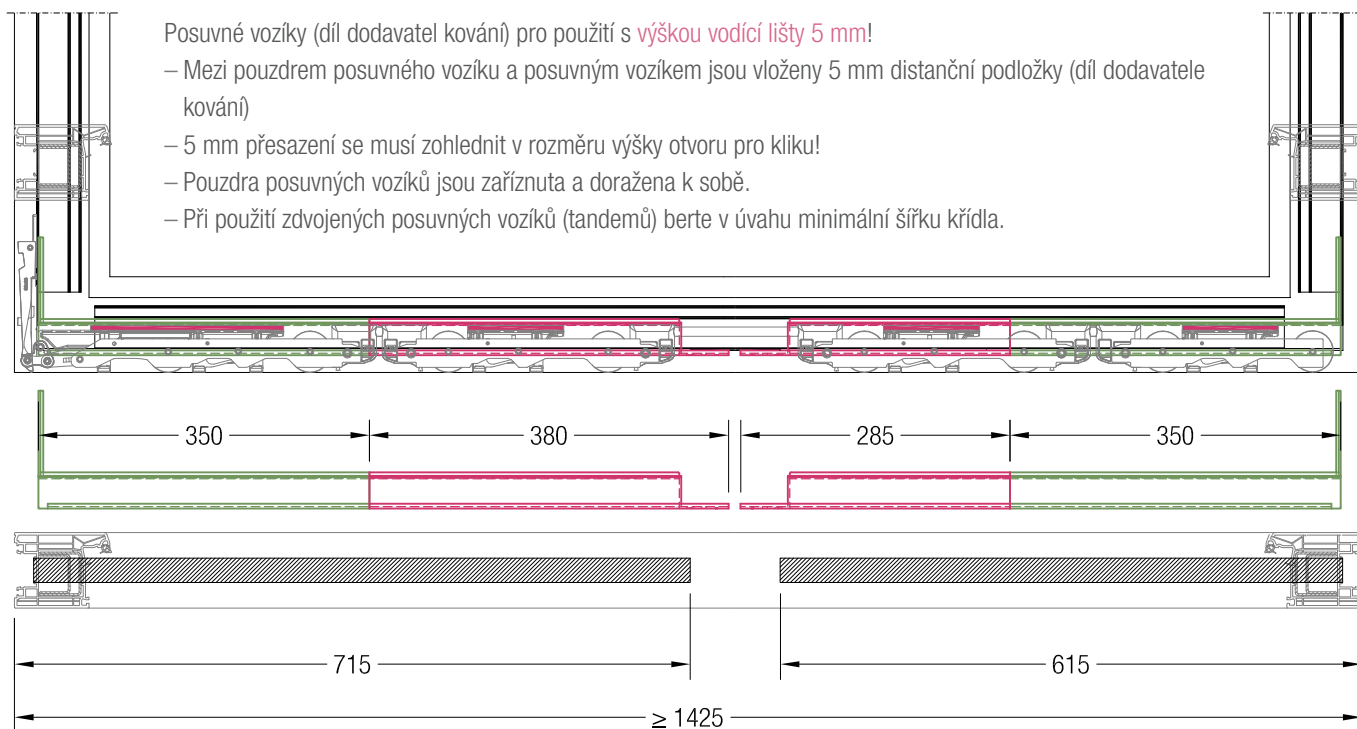 Posuvné vozíky (díl dodavatel kování) pro použití s výškou vodící lišty 5 mm!
– Mezi pouzdrem posuvného vozíku a posuvným vozíkem jsou vloženy 5 mm distanční podložky (díl dodavatele
kování)
– 5 mm přesazení se musí zohlednit v rozměru výšky otvoru pro kliku!
– Pouzdra posuvných vozíků jsou zaříznuta a doražena k sobě.
– Při použití zdvojených posuvných vozíků (tandemů) berte v úvahu minimální šířku křídla.
350 380 285 350
715 615
≥ 1425